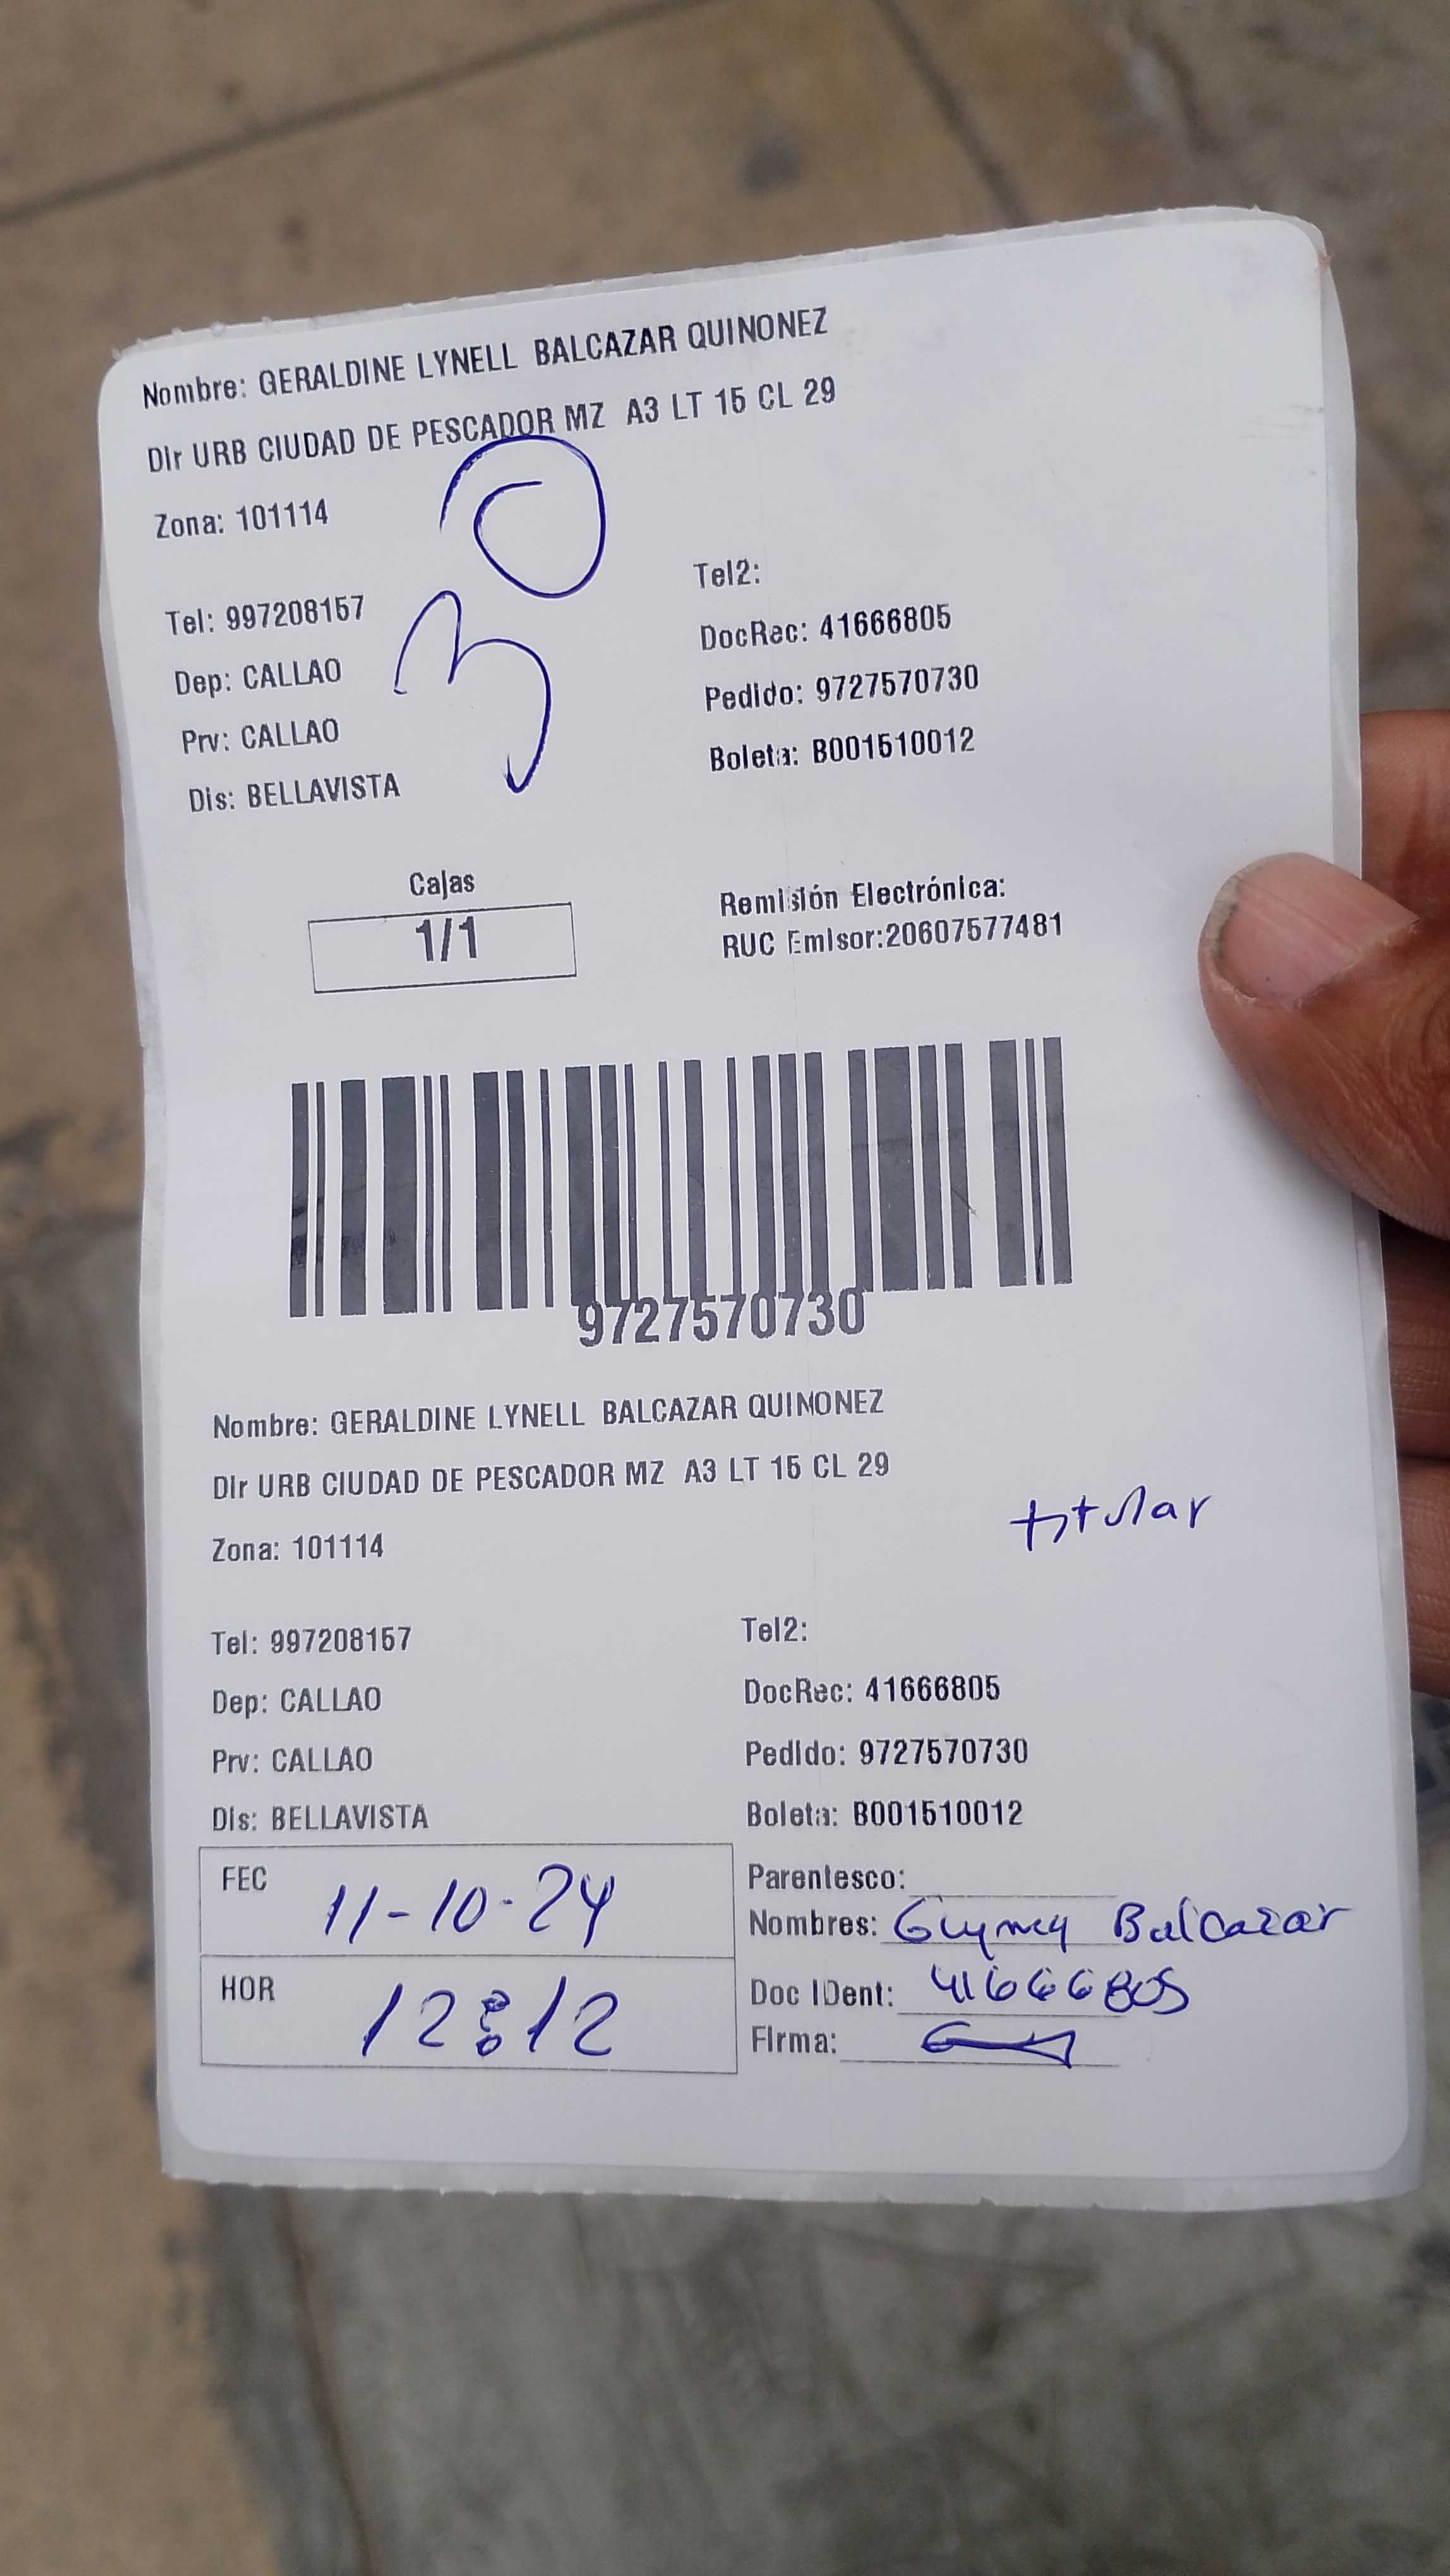 Nombre: GERALDINE LYNELL BALCAZAR QUINONEZ
Dir URB CIUDAD DE PESCADOR MZ A3 LT 15 CL 29
Zona: 101114
30
Tel: 997208157
Tel2:
Dep: CALLAO
DocRec: 41666805
Prv: CALLAO
Pedido: 9727570730
Dis: BELLAVISTA
Boleta: B001510012
Cajas
1/1
Remisión Electrónica:
RUC Emisor:20607577481
9727570730
Nombre: GERALDINE LYNELL BALCAZAR QUINONEZ
Dir URB CIUDAD DE PESCADOR MZ A3 LT 15 CL 29
titular
Zona: 101114
Tel: 997208157
Tel2:
Dep: CALLAO
DocRec: 41666805
Prv: CALLAO
Pedido: 9727570730
Dis: BELLAVISTA
Boleta: B001510012
FEC 11-10-24
Parentesco:
Nombres: Balcazar
HOR 12:12
Doc IDent: 41666805
Firma: